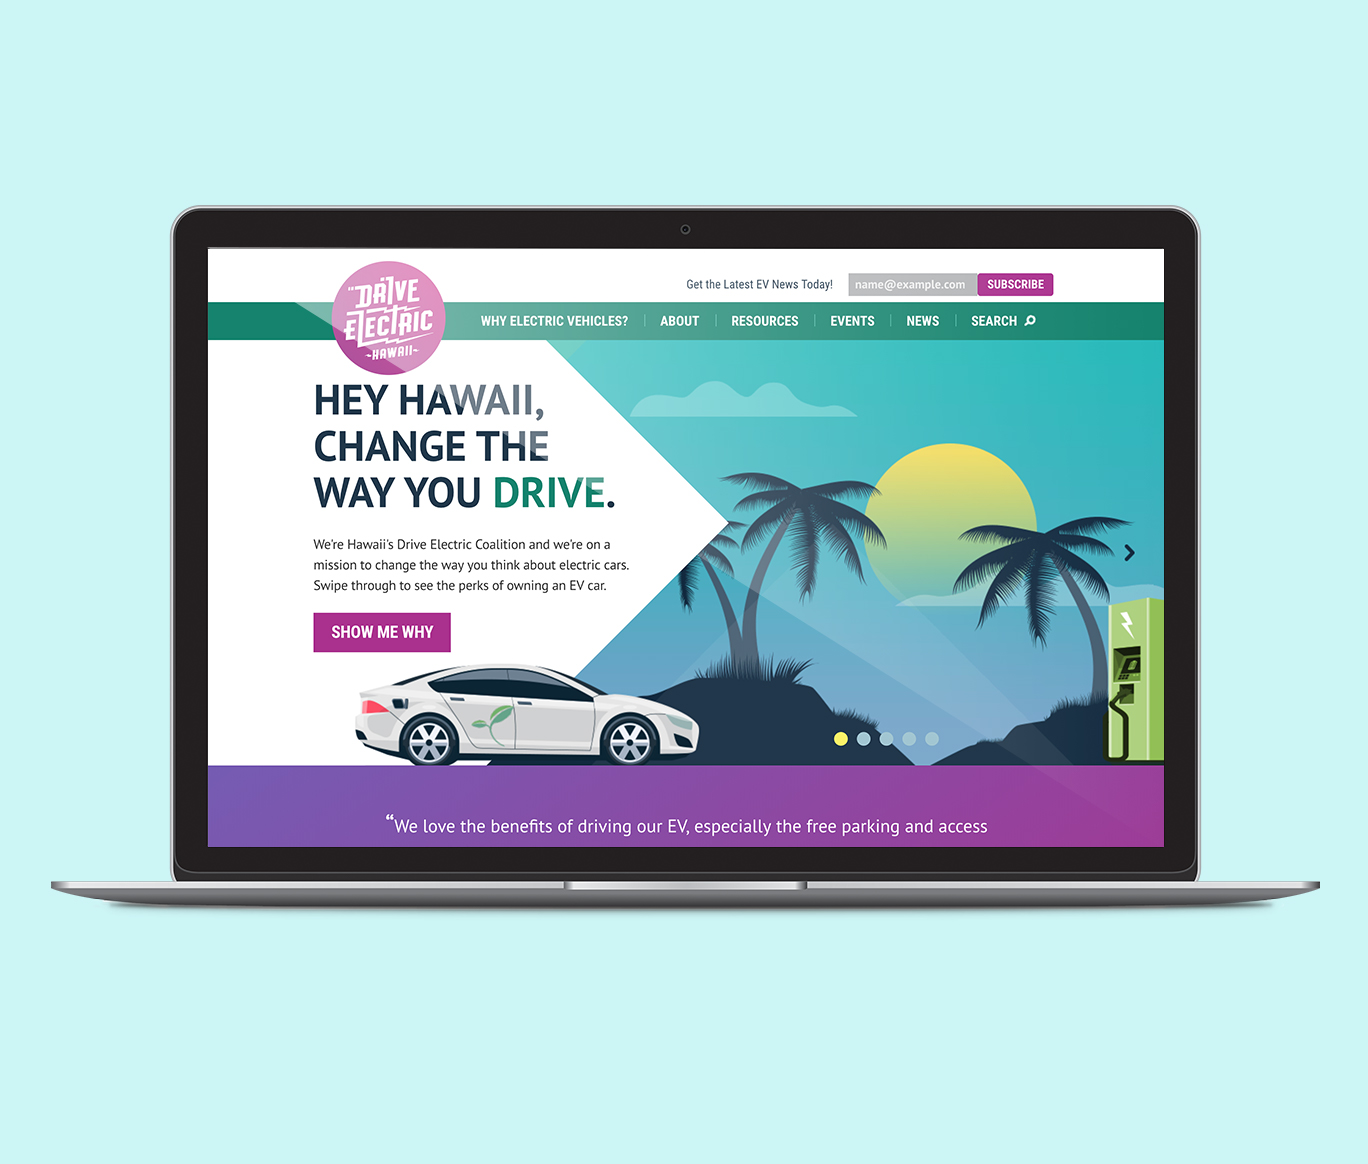 DRIVE
ELECTRIC
~HAWAII~
Get the Latest EV News Today!
name@example.com
SUBSCRIBE
WHY ELECTRIC VEHICLES?
ABOUT
RESOURCES
EVENTS
NEWS
SEARCH
HEY HAWAII,
CHANGE THE
WAY YOU DRIVE.
We're Hawaii's Drive Electric Coalition and we're on a
mission to change the way you think about electric cars.
Swipe through to see the perks of owning an EV car.
SHOW ME WHY
“We love the benefits of driving our EV, especially the free parking and access